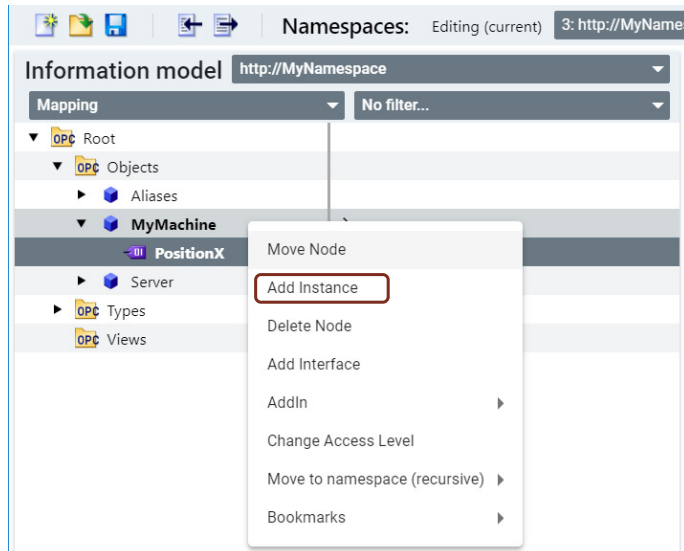 Namespaces: Editing (current) 3: http://MyName
Information model http://MyNamespace
Mapping No filter...
OPC Root
OPC Objects
Aliases
MyMachine
PositionX
Server
OPC Types
OPC Views
Move Node
Add Instance
Delete Node
Add Interface
AddIn
Change Access Level
Move to namespace (recursive)
Bookmarks